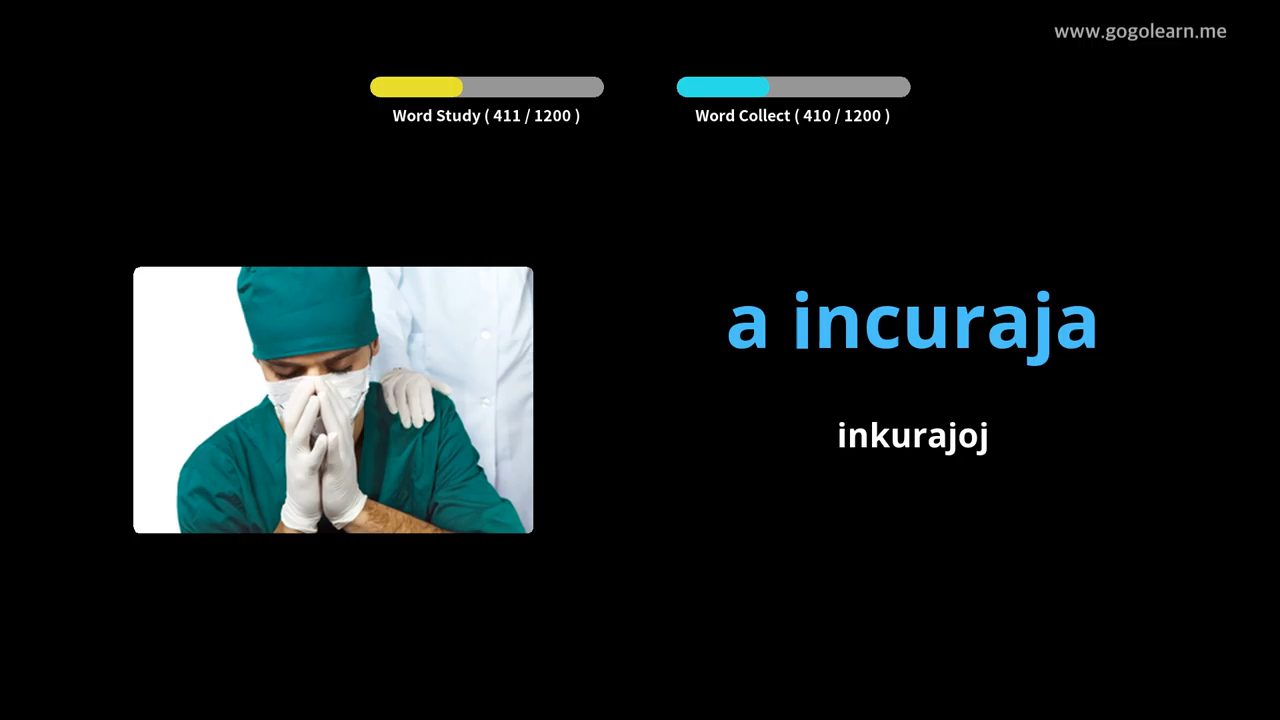 www.gogolearn.me
Word Study ( 411 / 1200 )
Word Collect ( 410 / 1200 )
a incuraja
inkurajoj